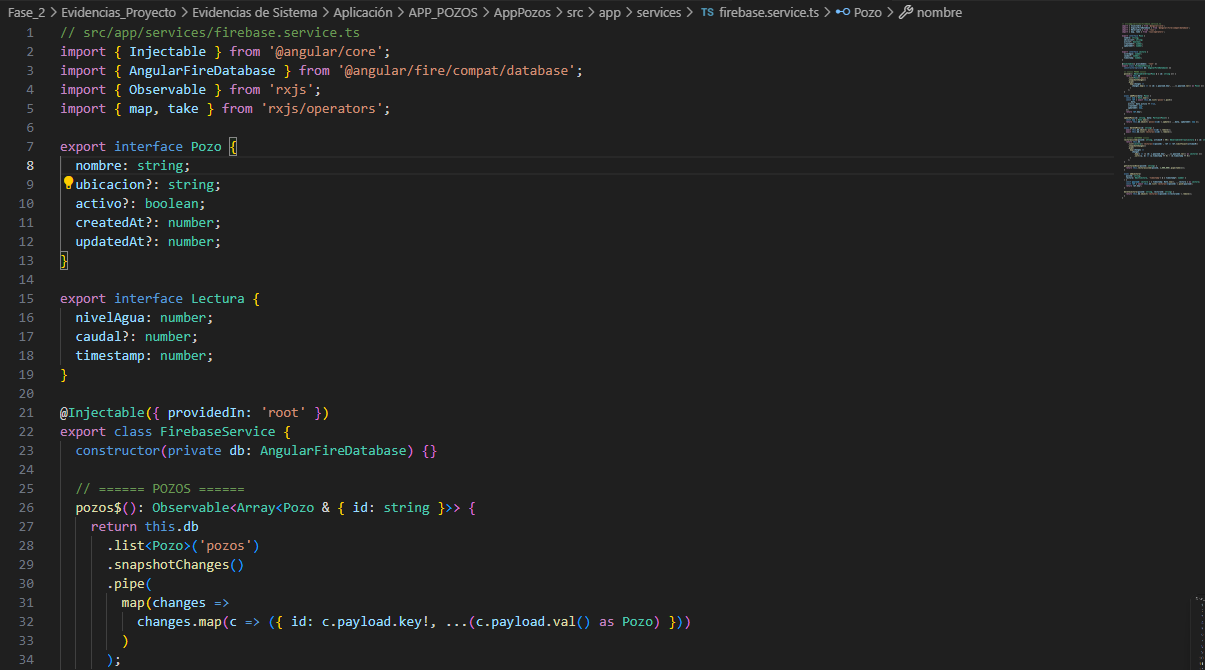 Fase_2 > Evidencias_Proyecto > Evidencias de Sistema > Aplicación > APP_POZOS > AppPozos > src > app > services > TS firebase.service.ts > Pozo > nombre
1 // src/app/services/firebase.service.ts
2 import { Injectable } from '@angular/core';
3 import { AngularFireDatabase } from '@angular/fire/compat/database';
4 import { Observable } from 'rxjs';
5 import { map, take } from 'rxjs/operators';
6
7 export interface Pozo {
8   nombre: string;
9   ubicacion?: string;
10   activo?: boolean;
11   createdAt?: number;
12   updatedAt?: number;
13 }
14
15 export interface Lectura {
16   nivelAgua: number;
17   caudal?: number;
18   timestamp: number;
19 }
20
21 @Injectable({ providedIn: 'root' })
22 export class FirebaseService {
23   constructor(private db: AngularFireDatabase) {}
24
25   // ====== POZOS ======
26   pozos$(): Observable<Array<Pozo & { id: string }>> {
27     return this.db
28       .list<Pozo>('pozos')
29       .snapshotChanges()
30       .pipe(
31         map(changes =>
32           changes.map(c => ({ id: c.payload.key!, ...(c.payload.val() as Pozo) }))
33         )
34       );